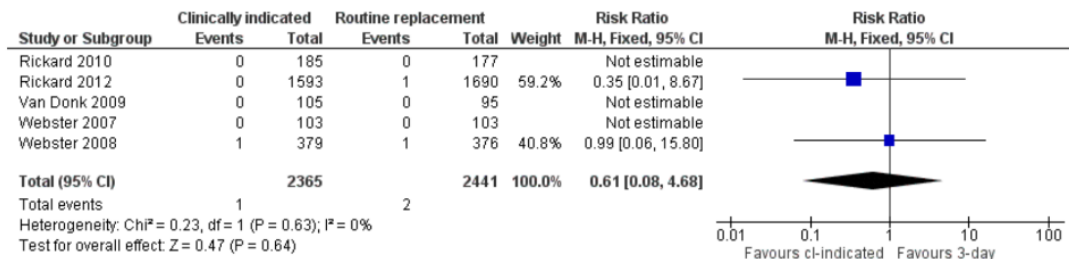 Clinically indicated Routine replacement Risk Ratio Risk Ratio
Study or Subgroup Events Total Events Total Weight M-H, Fixed, 95% CI M-H, Fixed, 95% CI
Rickard 2010 0 185 0 177 Not estimable
Rickard 2012 0 1593 1 1690 59.2% 0.35 [0.01, 8.67]
Van Donk 2009 0 105 0 95 Not estimable
Webster 2007 0 103 0 103 Not estimable
Webster 2008 1 379 1 376 40.8% 0.99 [0.06, 15.80]
Total (95% CI) 2365 2441 100.0% 0.61 [0.08, 4.68]
Total events 1 2
Heterogeneity: Chi² = 0.23, df = 1 (P = 0.63); I² = 0%
Test for overall effect: Z = 0.47 (P = 0.64)
0.01 0.1 1 10 100
Favours cl-indicated Favours 3-day